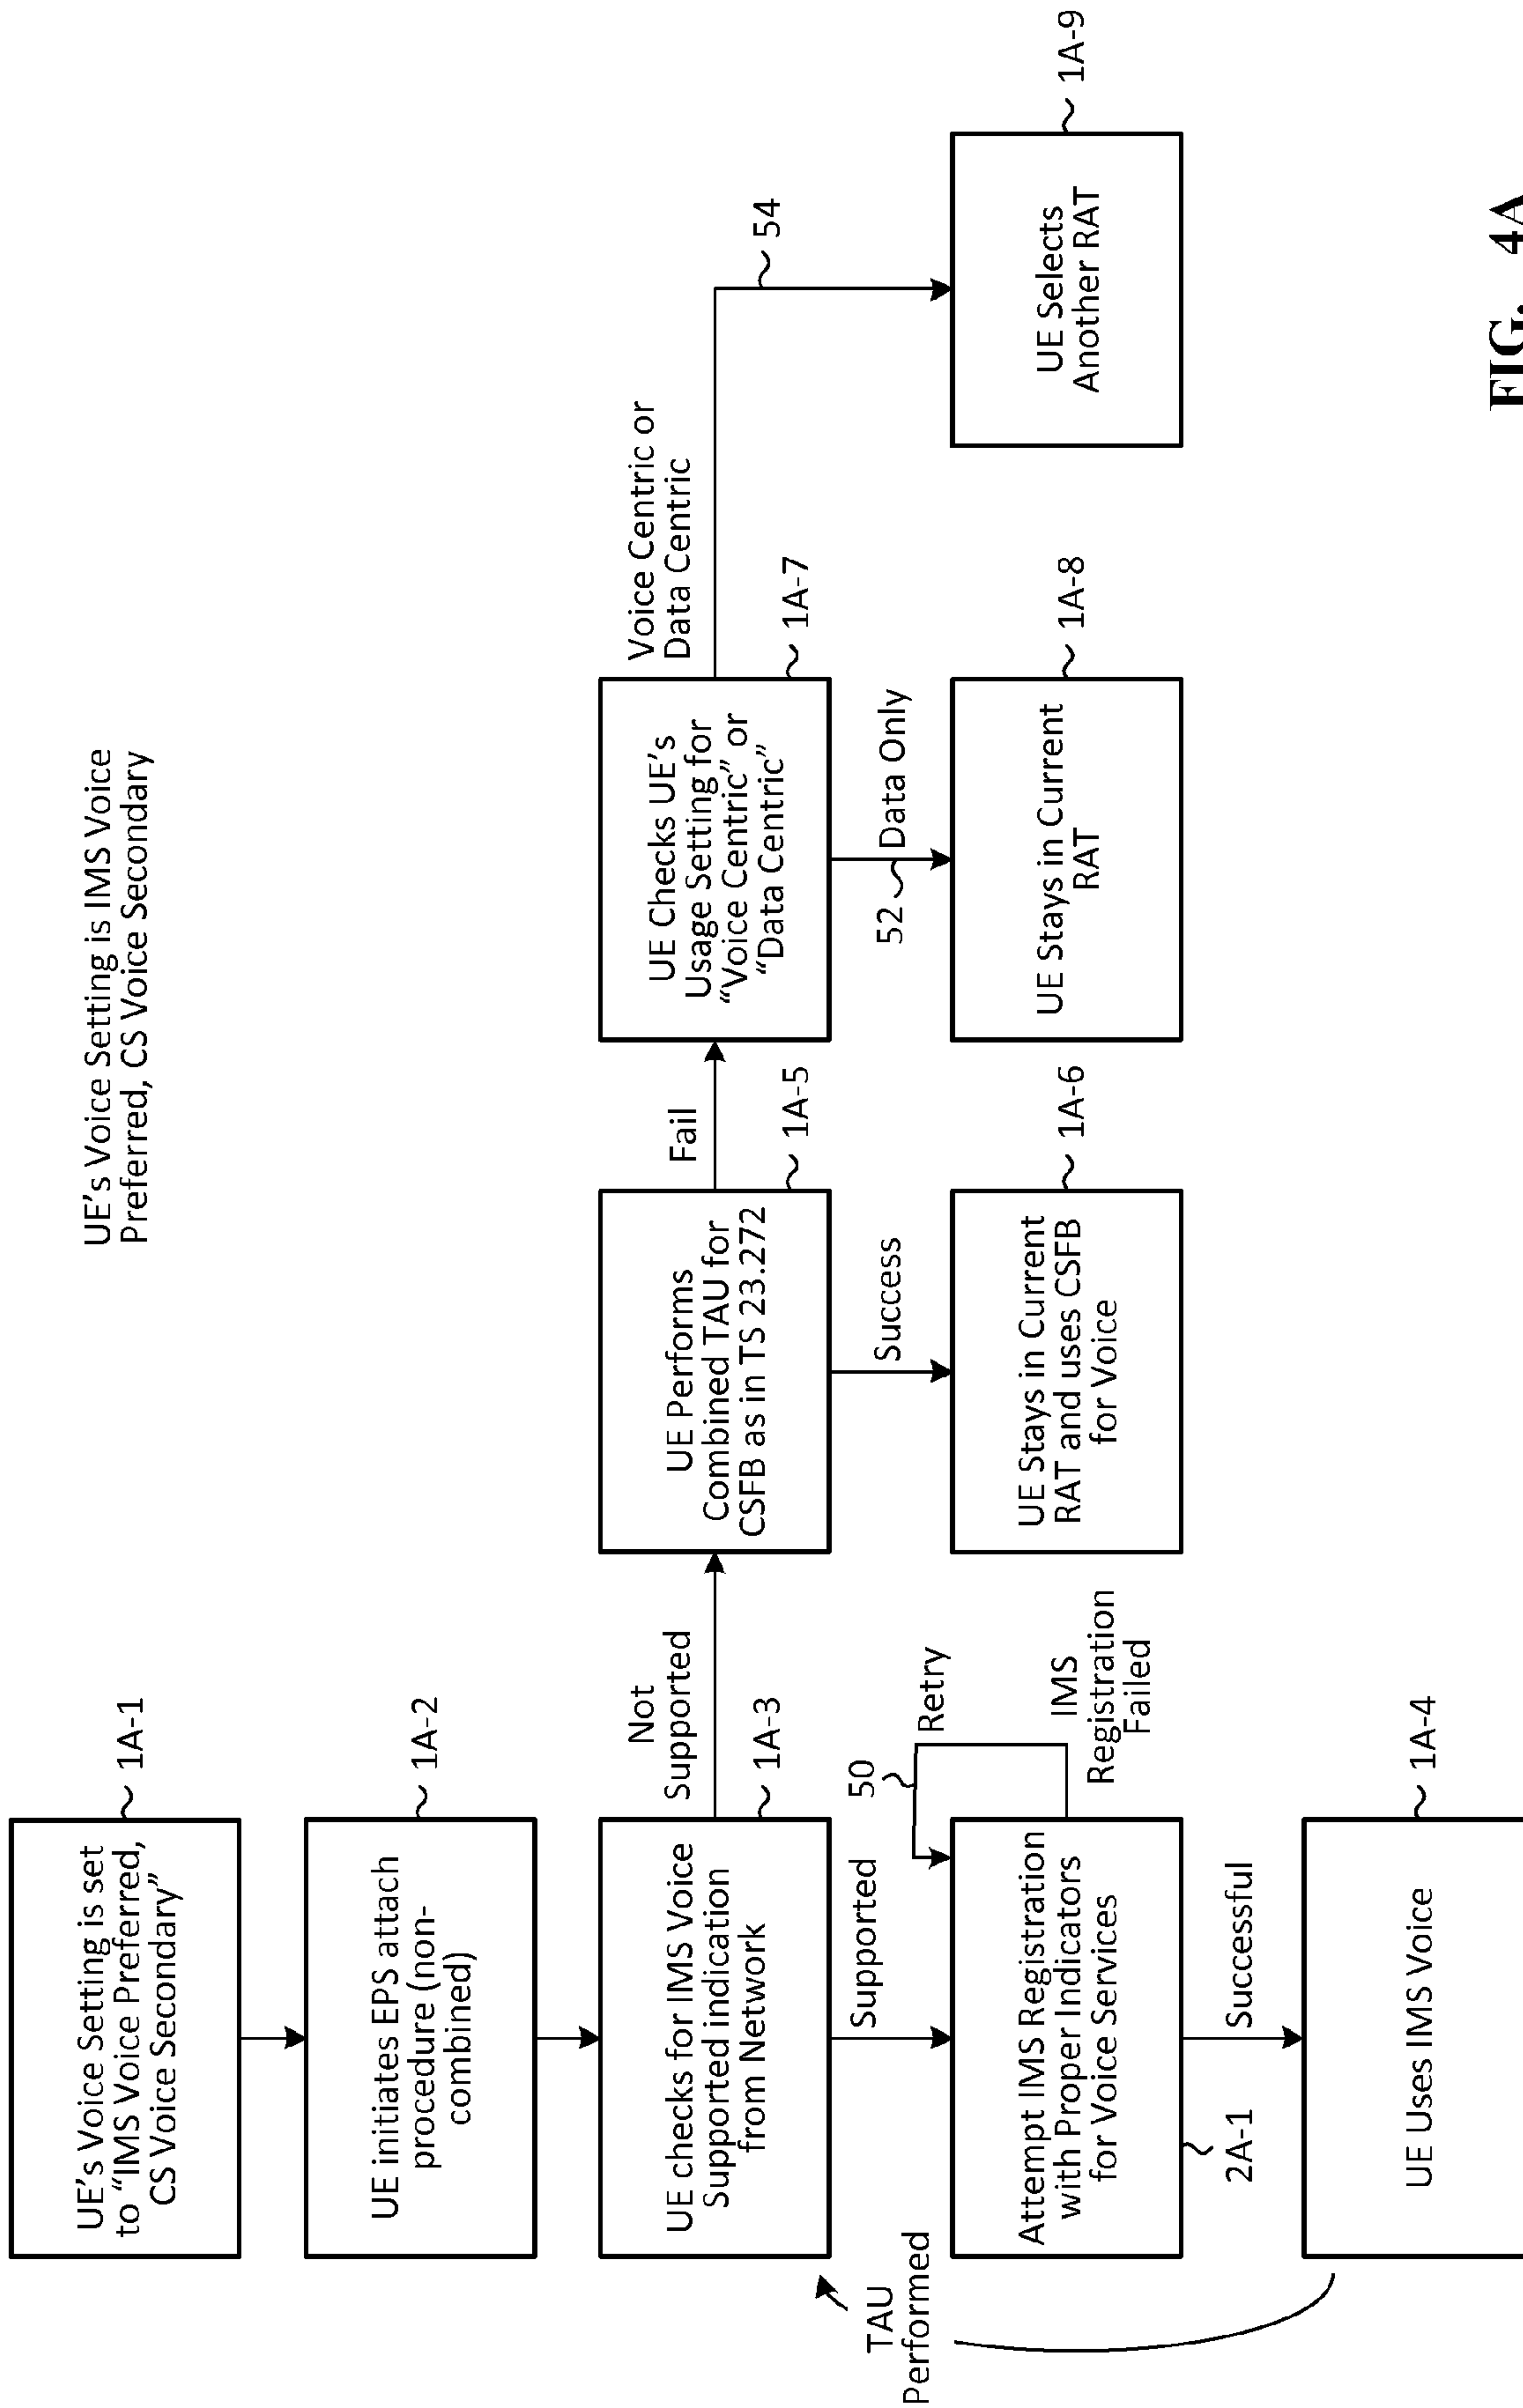 UE's Voice Setting is IMS Voice
Preferred, CS Voice Secondary
UE's Voice Setting is set
to “IMS Voice Preferred,
CS Voice Secondary”
1A-1
UE initiates EPS attach
procedure (non-
combined)
1A-2
UE checks for IMS Voice
Supported indication
from Network
1A-3
Not
Supported
UE Performs
Combined TAU for
CSFB as in TS 23.272
1A-5
Fail
UE Checks UE's
Usage Setting for
“Voice Centric” or
“Data Centric”
1A-7
Voice Centric or
Data Centric
54
TAU
Performed
Supported
Success
52
Data Only
Attempt IMS Registration
with Proper Indicators
for Voice Services
2A-1
50
Retry
IMS
Registration
Failed
UE Stays in Current
RAT and uses CSFB
for Voice
1A-6
UE Stays in Current
RAT
1A-8
UE Selects
Another RAT
1A-9
Successful
UE Uses IMS Voice
1A-4
FIG. 4A